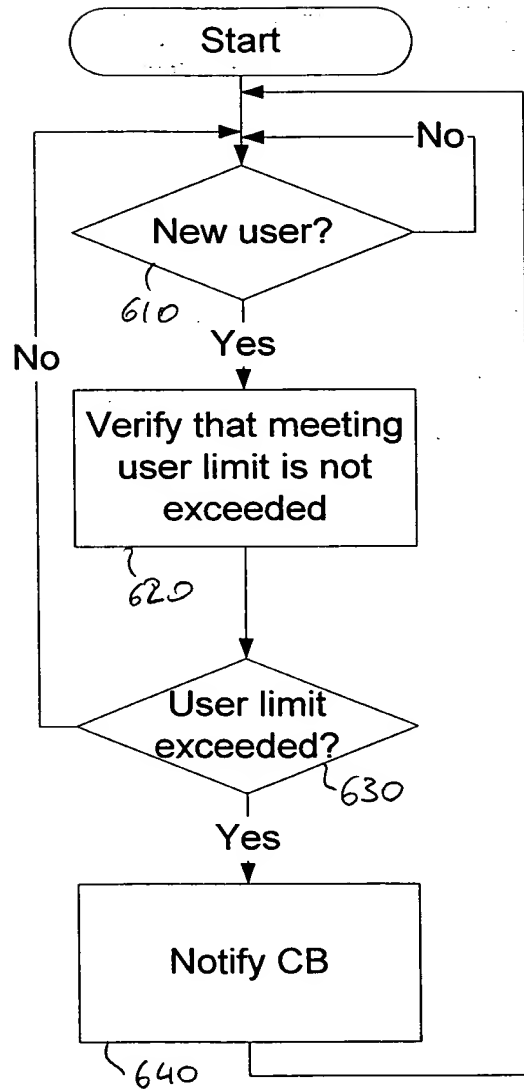 Start
No
New user?
610
No
Yes
Verify that meeting
user limit is not
exceeded
620
User limit
exceeded?
630
Yes
Notify CB
640